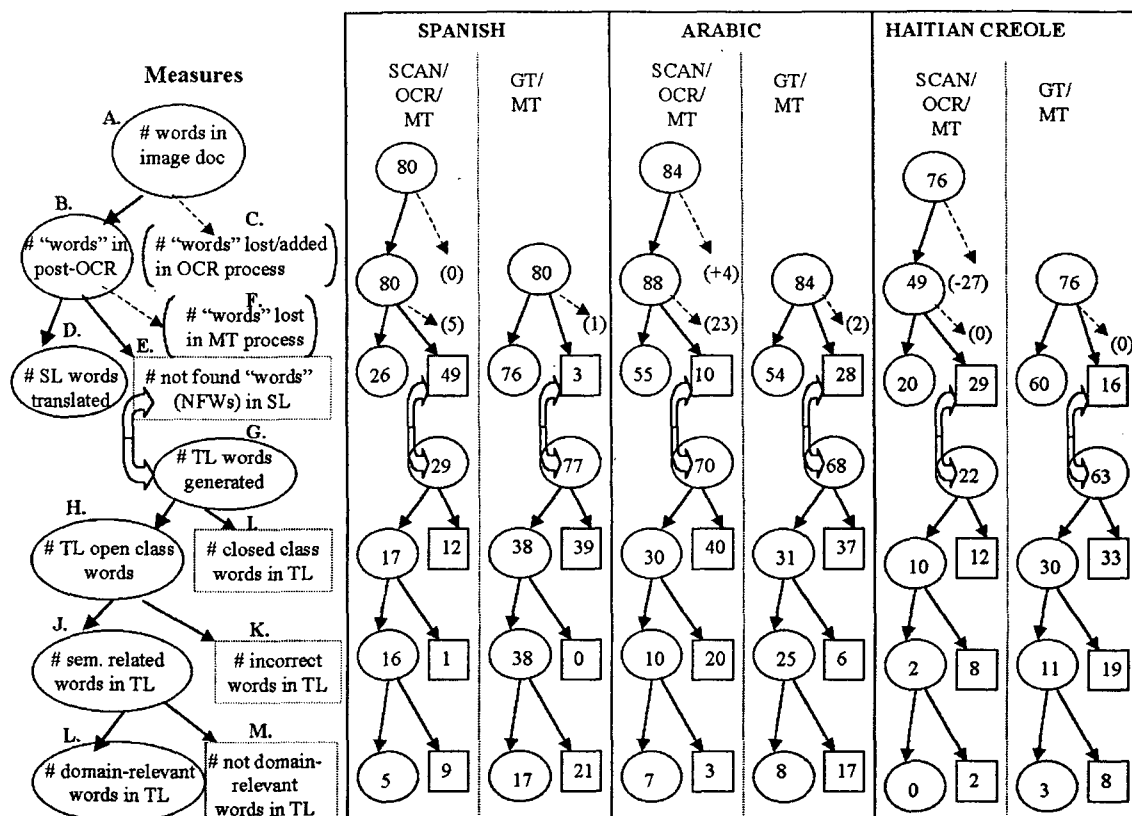 SPANISH ARABIC HAITIAN CREOLE
Measures
SCAN/
OCR/
MT
GT/
MT
SCAN/
OCR/
MT
GT/
MT
SCAN/
OCR/
MT
GT/
MT
A.
# words in
image doc
B.
# "words" in
post-OCR
C.
# "words" lost/added
in OCR process
F.
# "words" lost
in MT process
D.
# SL words
translated
E.
# not found "words"
(NFWs) in SL
G.
# TL words
generated
H.
# TL open class
words
I.
# closed class
words in TL
J.
# sem. related
words in TL
K.
# incorrect
words in TL
L.
# domain-relevant
words in TL
M.
# not domain-
relevant
words in TL
80 84 76
(0) (+4) (-27)
80 80 88 84 49 76
(5) (1) (23) (2) (0) (0)
26 49 76 3 55 10 54 28 20 29 60 16
29 77 70 68 22 63
17 12 38 39 30 40 31 37 10 12 30 33
16 1 38 0 10 20 25 6 2 8 11 19
5 9 17 21 7 3 8 17 0 2 3 8